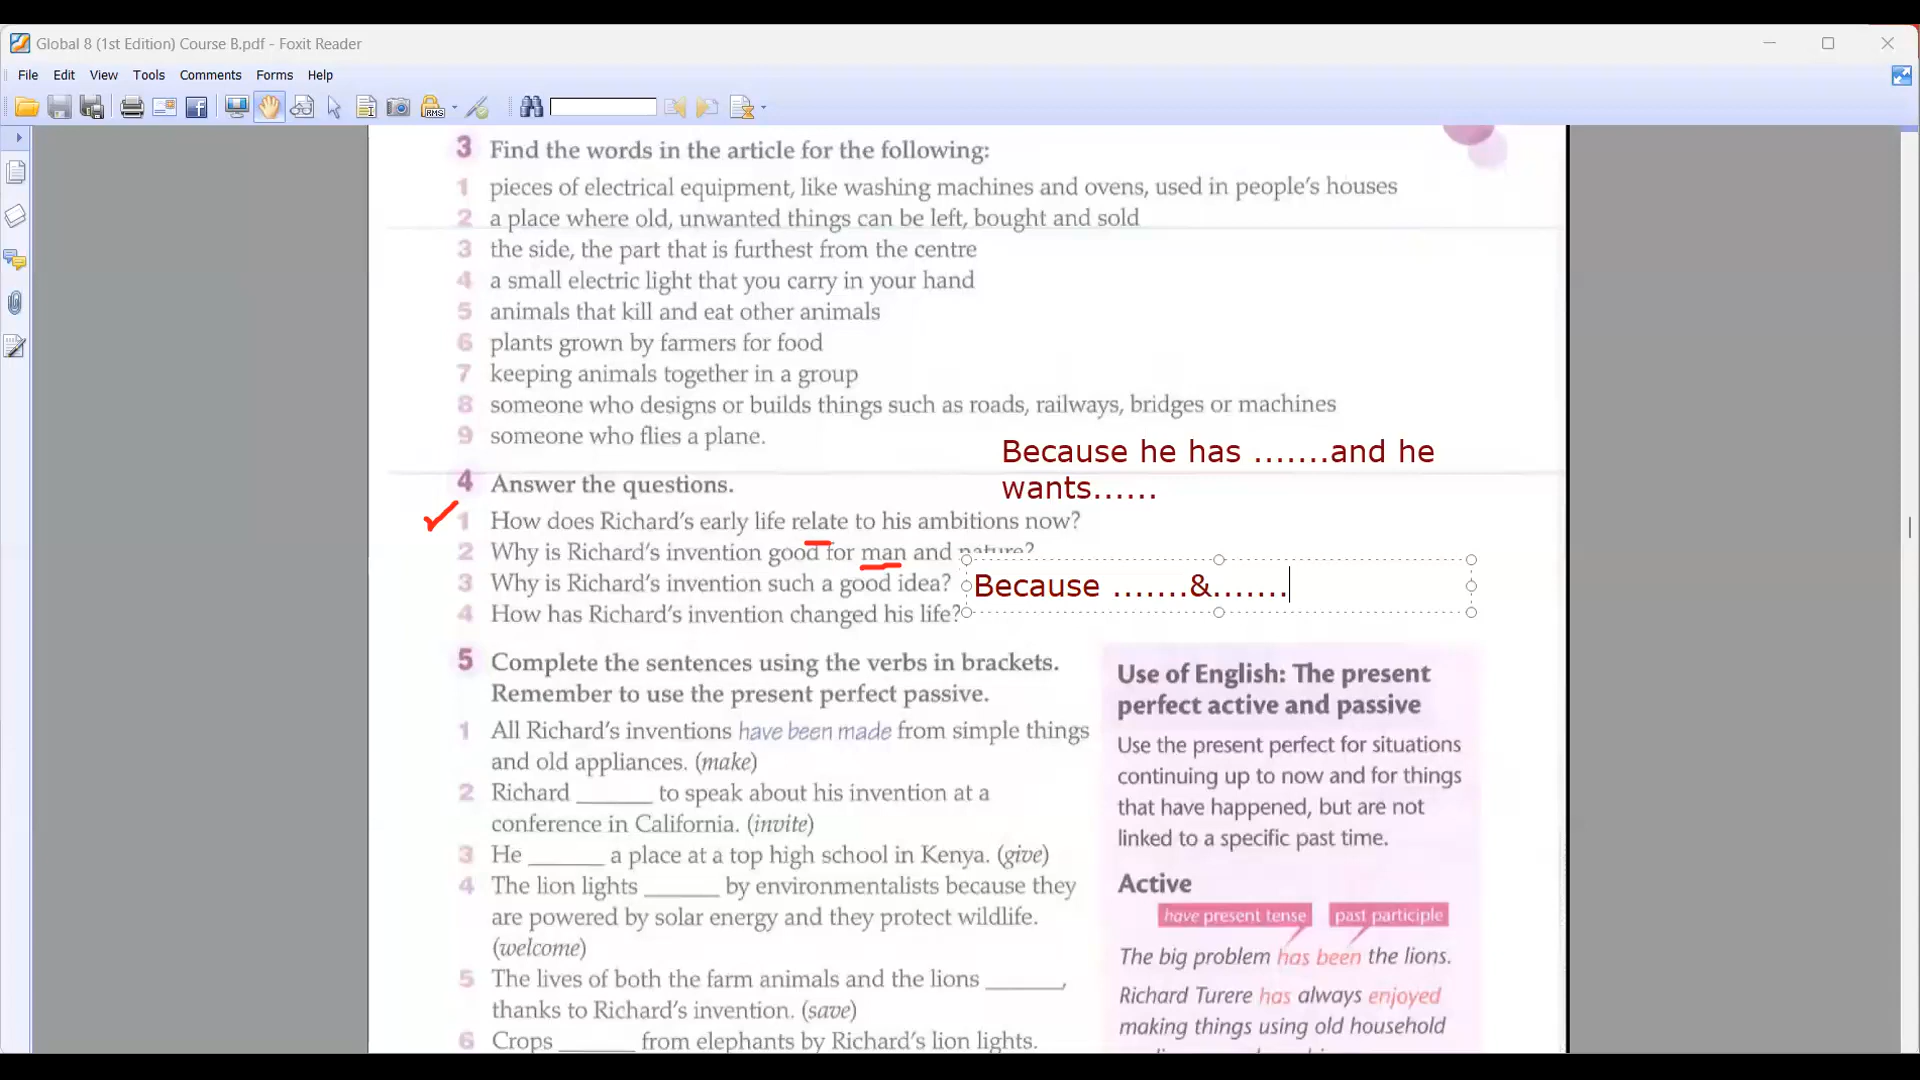 Global 8 (1st Edition) Course B.pdf - Foxit Reader
File Edit View Tools Comments Forms Help
3 Find the words in the article for the following:
1 pieces of electrical equipment, like washing machines and ovens, used in people's houses
2 a place where old, unwanted things can be left, bought and sold
3 the side, the part that is furthest from the centre
4 a small electric light that you carry in your hand
5 animals that kill and eat other animals
6 plants grown by farmers for food
7 keeping animals together in a group
8 someone who designs or builds things such as roads, railways, bridges or machines
9 someone who flies a plane.
Because he has .......and he
wants......
4 Answer the questions.
1 How does Richard's early life relate to his ambitions now?
2 Why is Richard's invention good for man and nature?
3 Why is Richard's invention such a good idea?
Because .......&.......
4 How has Richard's invention changed his life?
5 Complete the sentences using the verbs in brackets.
Remember to use the present perfect passive.
1 All Richard's inventions have been made from simple things
and old appliances. (make)
2 Richard ______ to speak about his invention at a
conference in California. (invite)
3 He ______ a place at a top high school in Kenya. (give)
4 The lion lights ______ by environmentalists because they
are powered by solar energy and they protect wildlife.
(welcome)
5 The lives of both the farm animals and the lions ______,
thanks to Richard's invention. (save)
6 Crops ______ from elephants by Richard's lion lights.
Use of English: The present
perfect active and passive
Use the present perfect for situations
continuing up to now and for things
that have happened, but are not
linked to a specific past time.
Active
have present tense past participle
The big problem has been the lions.
Richard Turere has always enjoyed
making things using old household